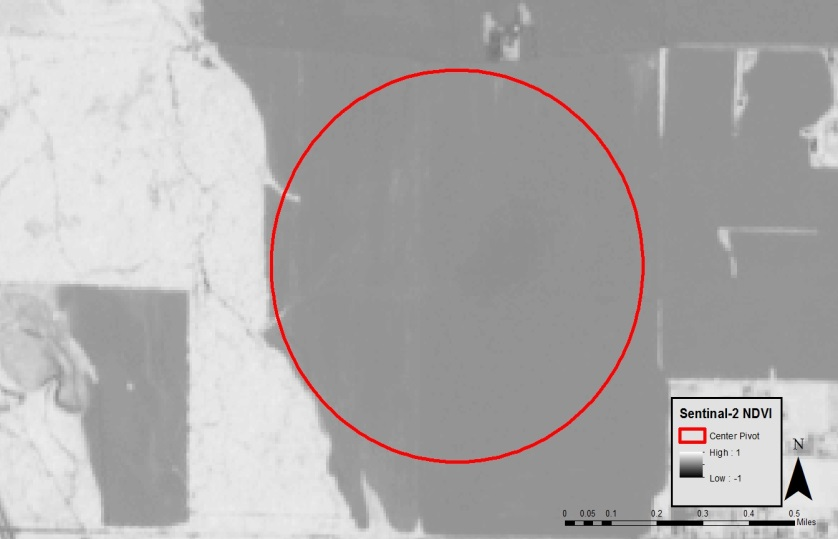 Sentinal-2 NDVI
Center Pivot
High : 1
Low : -1
N
0 0.05 0.1 0.2 0.3 0.4 0.5
Miles